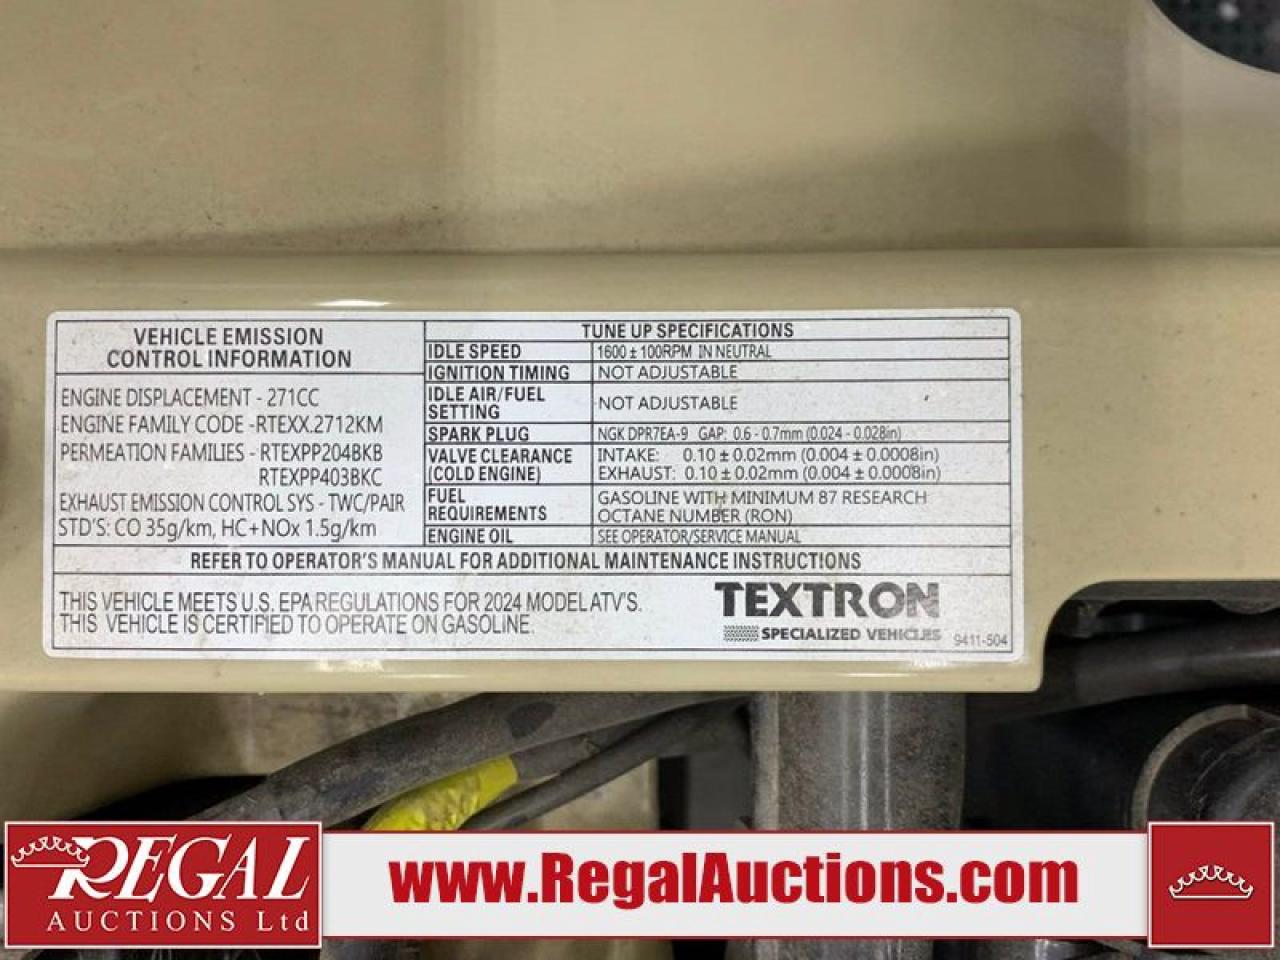 VEHICLE EMISSION
CONTROL INFORMATION
ENGINE DISPLACEMENT - 271CC
ENGINE FAMILY CODE -RTEXX.2712KM
PERMEATION FAMILIES - RTEXPP204BKB
RTEXPP403BKC
EXHAUST EMISSION CONTROL SYS - TWC/PAIR
STD'S: CO 35g/km, HC+NOx 1.5g/km
TUNE UP SPECIFICATIONS
IDLE SPEED 1600 ± 100RPM IN NEUTRAL
IGNITION TIMING NOT ADJUSTABLE
IDLE AIR/FUEL
SETTING NOT ADJUSTABLE
SPARK PLUG NGK DPR7EA-9 GAP: 0.6 - 0.7mm (0.024 - 0.028in)
VALVE CLEARANCE INTAKE: 0.10 ± 0.02mm (0.004 ± 0.0008in)
(COLD ENGINE) EXHAUST: 0.10 ± 0.02mm (0.004 ± 0.0008in)
FUEL GASOLINE WITH MINIMUM 87 RESEARCH
REQUIREMENTS OCTANE NUMBER (RON)
ENGINE OIL SEE OPERATOR/SERVICE MANUAL
REFER TO OPERATOR'S MANUAL FOR ADDITIONAL MAINTENANCE INSTRUCTIONS
THIS VEHICLE MEETS U.S. EPA REGULATIONS FOR 2024 MODEL ATV'S.
THIS VEHICLE IS CERTIFIED TO OPERATE ON GASOLINE.
TEXTRON
SPECIALIZED VEHICLES
9411-504
REGAL
AUCTIONS Ltd
www.RegalAuctions.com